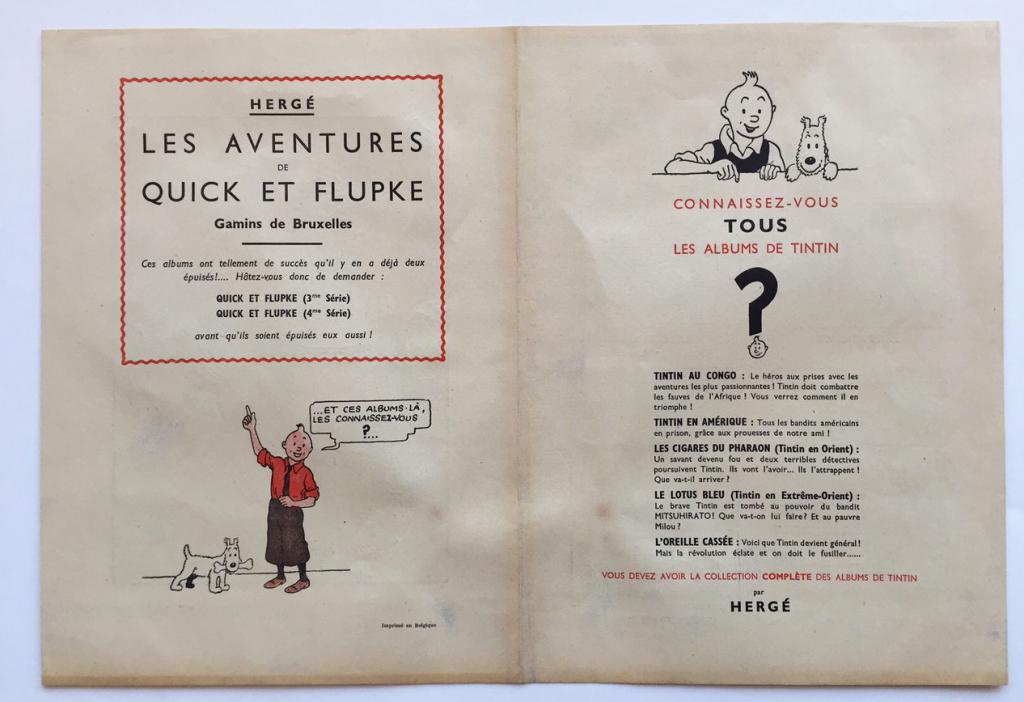 HERGÉ
LES AVENTURES
DE
QUICK ET FLUPKE
Gamins de Bruxelles
Ces albums ont tellement de succès qu'il y en a déjà deux
épuisés!.... Hâtez-vous donc de demander :
QUICK ET FLUPKE (3me Série)
QUICK ET FLUPKE (4me Série)
avant qu'ils soient épuisés eux aussi !
...ET CES ALBUMS-LÀ,
LES CONNAISSEZ-VOUS
?...
Imprimé en Belgique
CONNAISSEZ-VOUS
TOUS
LES ALBUMS DE TINTIN
?
TINTIN AU CONGO : Le héros aux prises avec les
aventures les plus passionnantes ! Tintin doit combattre
les fauves de l'Afrique ! Vous verrez comment il en
triomphe !
TINTIN EN AMÉRIQUE : Tous les bandits américains
en prison, grâce aux prouesses de notre ami !
LES CIGARES DU PHARAON (Tintin en Orient) :
Un savant devenu fou et deux terribles détectives
poursuivent Tintin. Ils vont l'avoir... Ils l'attrappent !
Que va-t-il arriver ?
LE LOTUS BLEU (Tintin en Extrême-Orient) :
Le brave Tintin est tombé au pouvoir du bandit
MITSUHIRATO! Que va-t-on lui faire? Et au pauvre
Milou ?
L'OREILLE CASSÉE : Voici que Tintin devient général!
Mais la révolution éclate et on doit le fusiller......
VOUS DEVEZ AVOIR LA COLLECTION COMPLÈTE DES ALBUMS DE TINTIN
par
HERGÉ